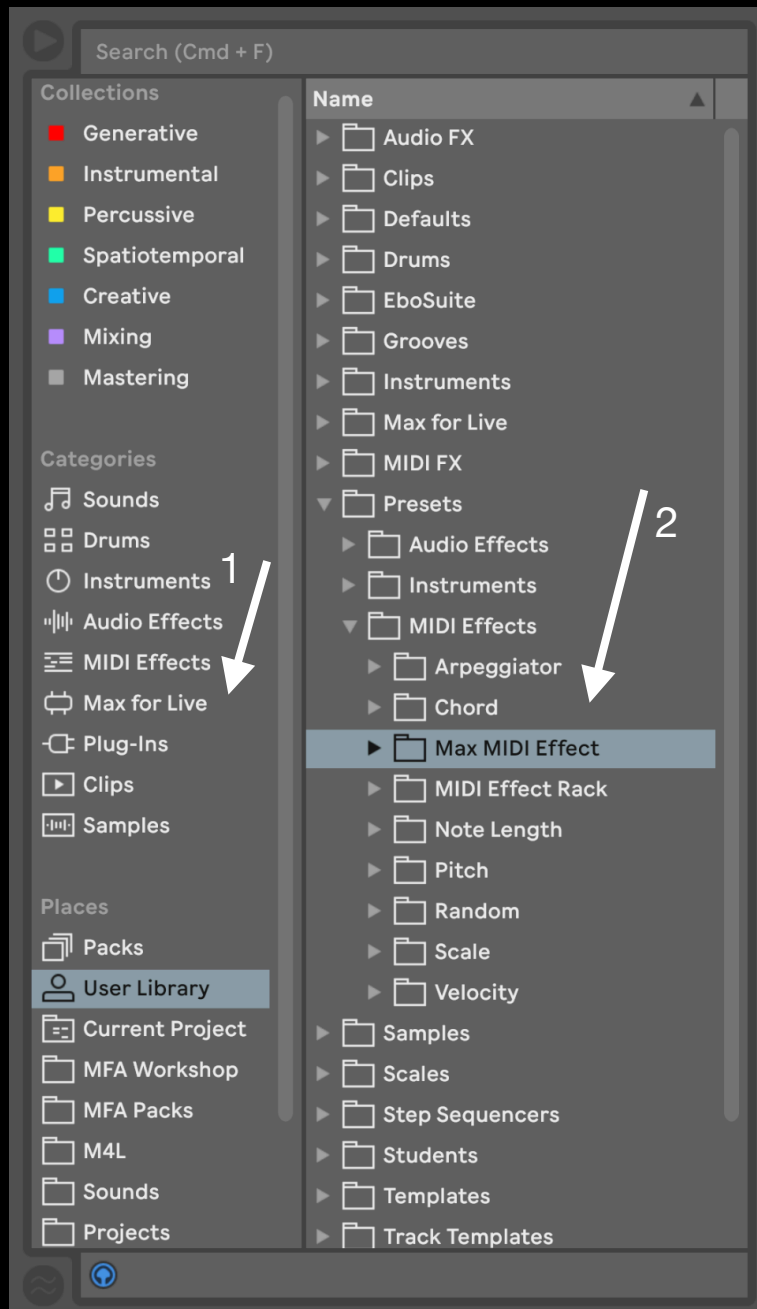 Search (Cmd + F)
Collections
Generative
Instrumental
Percussive
Spatiotemporal
Creative
Mixing
Mastering
Categories
Sounds
Drums
Instruments
1
Audio Effects
MIDI Effects
Max for Live
Plug-Ins
Clips
Samples
Places
Packs
User Library
Current Project
MFA Workshop
MFA Packs
M4L
Sounds
Projects
Name
Audio FX
Clips
Defaults
Drums
EboSuite
Grooves
Instruments
Max for Live
MIDI FX
Presets
2
Audio Effects
Instruments
MIDI Effects
Arpeggiator
Chord
Max MIDI Effect
MIDI Effect Rack
Note Length
Pitch
Random
Scale
Velocity
Samples
Scales
Step Sequencers
Students
Templates
Track Templates